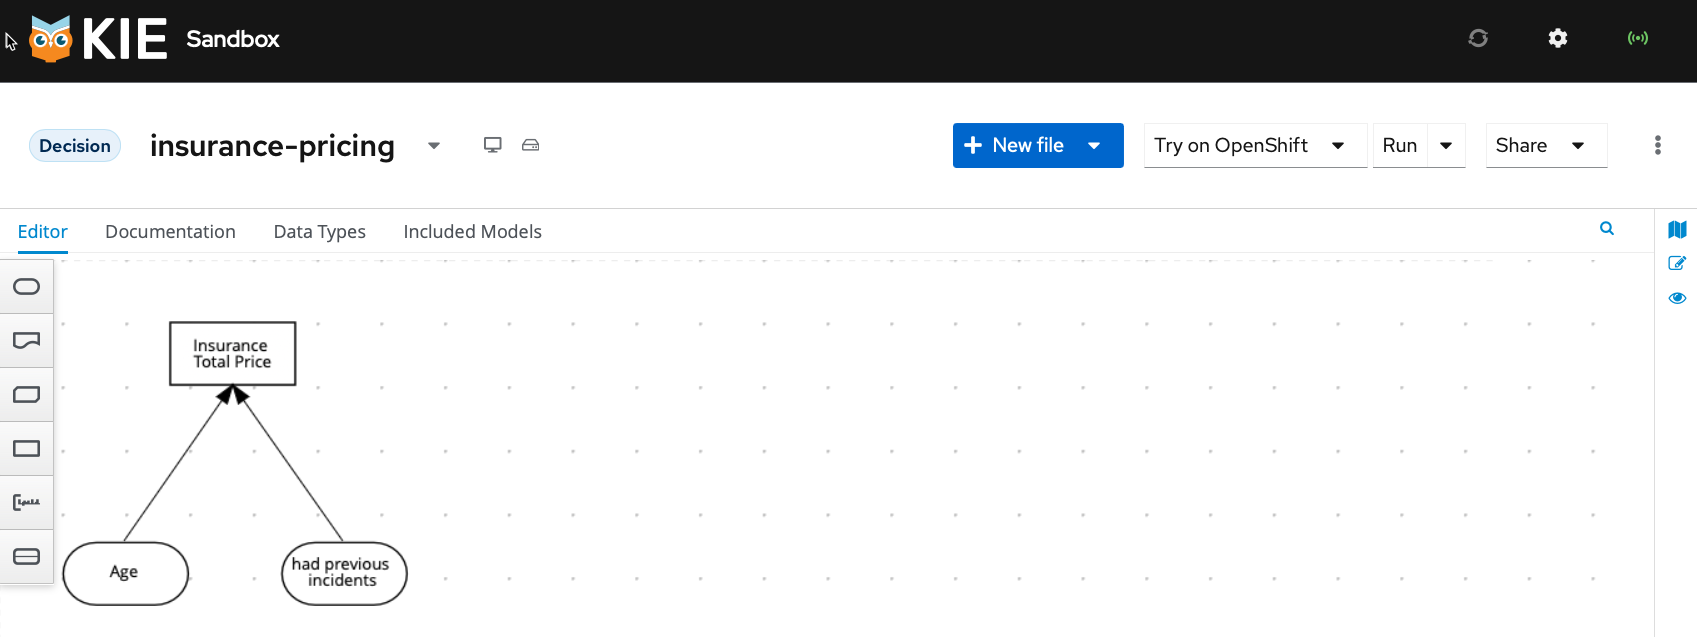 KIE Sandbox
Decision
insurance-pricing
New file
Try on OpenShift
Run
Share
Editor
Documentation
Data Types
Included Models
Insurance
Total Price
Age
had previous
incidents